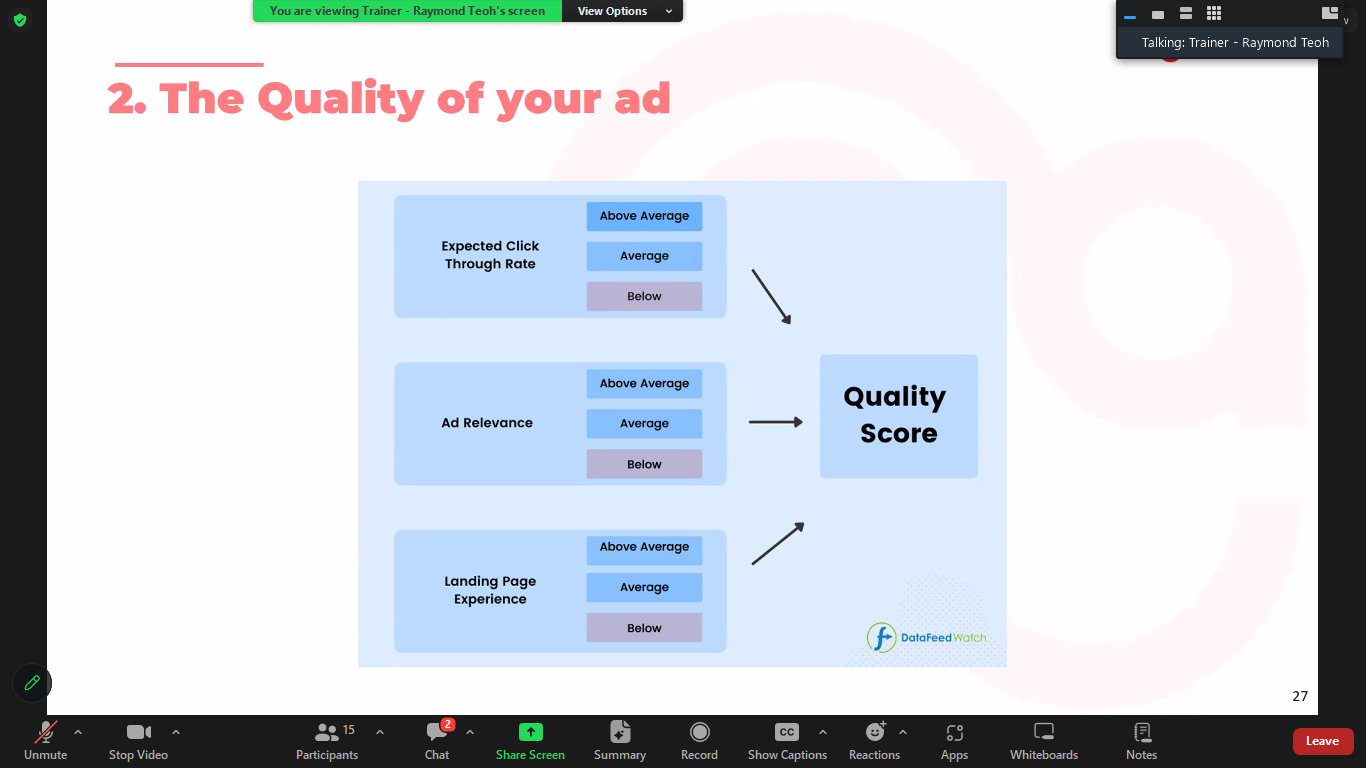 You are viewing Trainer - Raymond Teoh's screen
View Options
Talking: Trainer - Raymond Teoh
2. The Quality of your ad
Expected Click
Through Rate
Above Average
Average
Below
Ad Relevance
Above Average
Average
Below
Landing Page
Experience
Above Average
Average
Below
Quality
Score
DataFeedWatch
27
Unmute
Stop Video
15
Participants
2
Chat
Share Screen
Summary
Record
CC
Show Captions
Reactions
Apps
Whiteboards
Notes
Leave